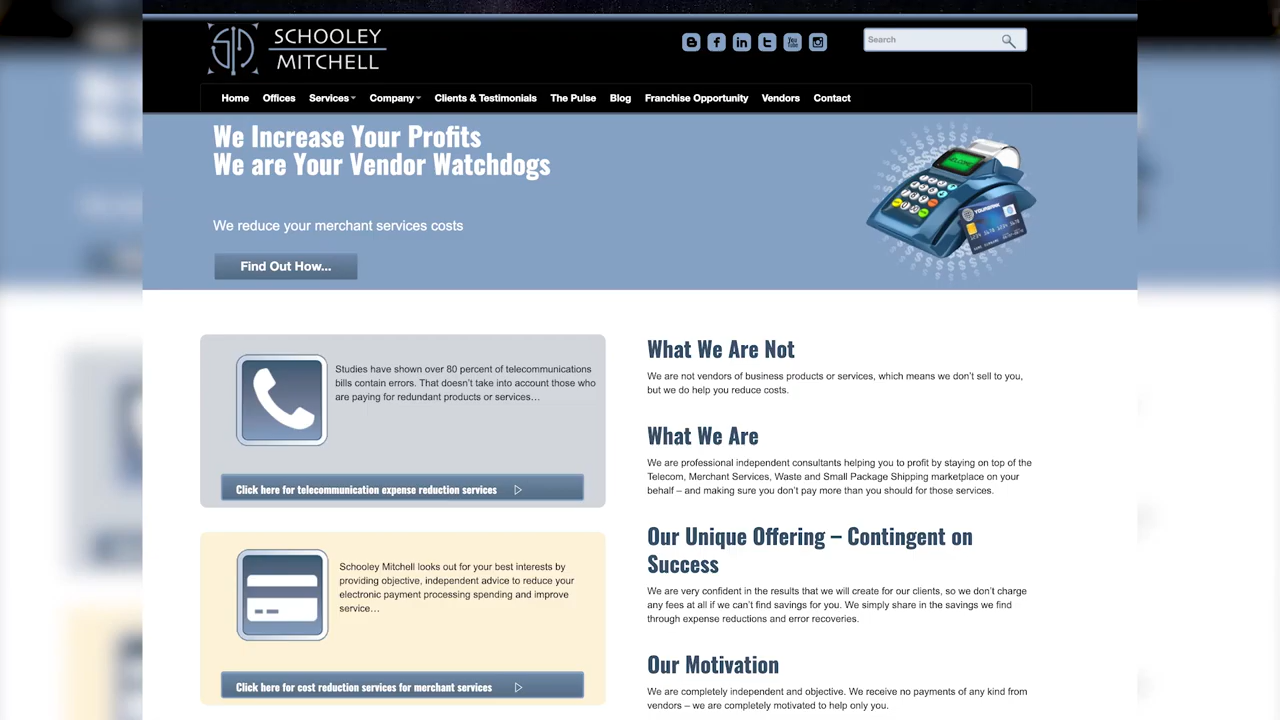 SCHOOLEY
MITCHELL
Search
Home Offices Services Company Clients & Testimonials The Pulse Blog Franchise Opportunity Vendors Contact
We Increase Your Profits
We are Your Vendor Watchdogs
We reduce your merchant services costs
Find Out How...
WELCOME
Studies have shown over 80 percent of telecommunications
bills contain errors. That doesn’t take into account those who
are paying for redundant products or services…
Click here for telecommunication expense reduction services
Schooley Mitchell looks out for your best interests by
providing objective, independent advice to reduce your
electronic payment processing spending and improve
service…
Click here for cost reduction services for merchant services
What We Are Not
We are not vendors of business products or services, which means we don’t sell to you,
but we do help you reduce costs.
What We Are
We are professional independent consultants helping you to profit by staying on top of the
Telecom, Merchant Services, Waste and Small Package Shipping marketplace on your
behalf – and making sure you don’t pay more than you should for those services.
Our Unique Offering – Contingent on
Success
We are very confident in the results that we will create for our clients, so we don’t charge
any fees at all if we can’t find savings for you. We simply share in the savings we find
through expense reductions and error recoveries.
Our Motivation
We are completely independent and objective. We receive no payments of any kind from
vendors – we are completely motivated to help only you.